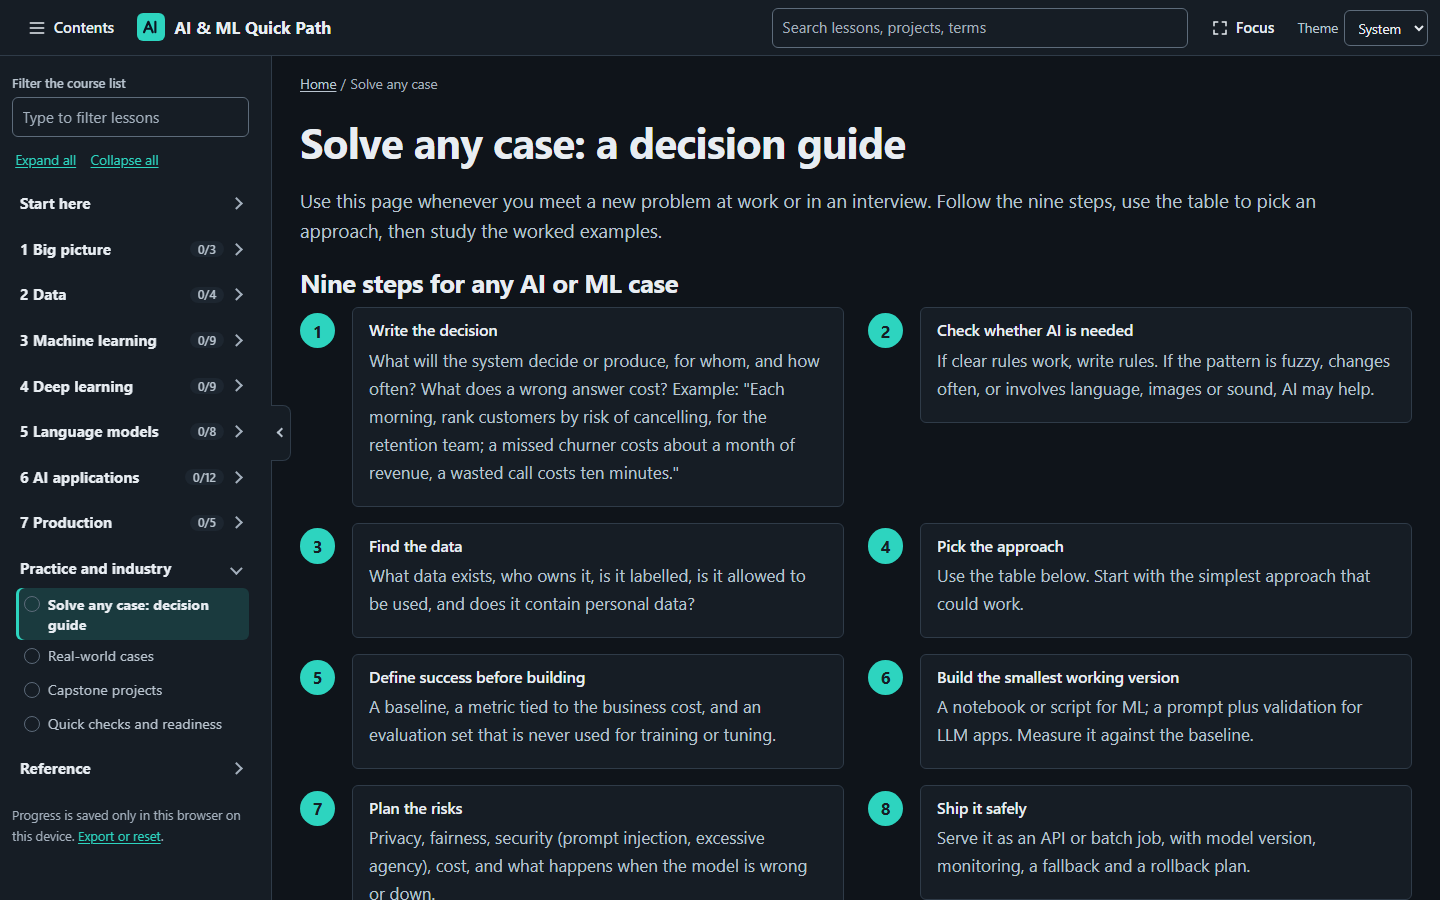 Contents
AI
AI & ML Quick Path
Search lessons, projects, terms
Focus
Theme
System
Filter the course list
Type to filter lessons
Expand all
Collapse all
Start here
1 Big picture
0/3
2 Data
0/4
3 Machine learning
0/9
4 Deep learning
0/9
5 Language models
0/8
6 AI applications
0/12
7 Production
0/5
Practice and industry
Solve any case: decision
guide
Real-world cases
Capstone projects
Quick checks and readiness
Reference
Progress is saved only in this browser on
this device. Export or reset.
Home / Solve any case
Solve any case: a decision guide
Use this page whenever you meet a new problem at work or in an interview. Follow the nine steps, use the table to pick an
approach, then study the worked examples.
Nine steps for any AI or ML case
1
Write the decision
What will the system decide or produce, for whom, and how
often? What does a wrong answer cost? Example: "Each
morning, rank customers by risk of cancelling, for the
retention team; a missed churner costs about a month of
revenue, a wasted call costs ten minutes."
2
Check whether AI is needed
If clear rules work, write rules. If the pattern is fuzzy, changes
often, or involves language, images or sound, AI may help.
3
Find the data
What data exists, who owns it, is it labelled, is it allowed to
be used, and does it contain personal data?
4
Pick the approach
Use the table below. Start with the simplest approach that
could work.
5
Define success before building
A baseline, a metric tied to the business cost, and an
evaluation set that is never used for training or tuning.
6
Build the smallest working version
A notebook or script for ML; a prompt plus validation for
LLM apps. Measure it against the baseline.
7
Plan the risks
Privacy, fairness, security (prompt injection, excessive
agency), cost, and what happens when the model is wrong
or down.
8
Ship it safely
Serve it as an API or batch job, with model version,
monitoring, a fallback and a rollback plan.